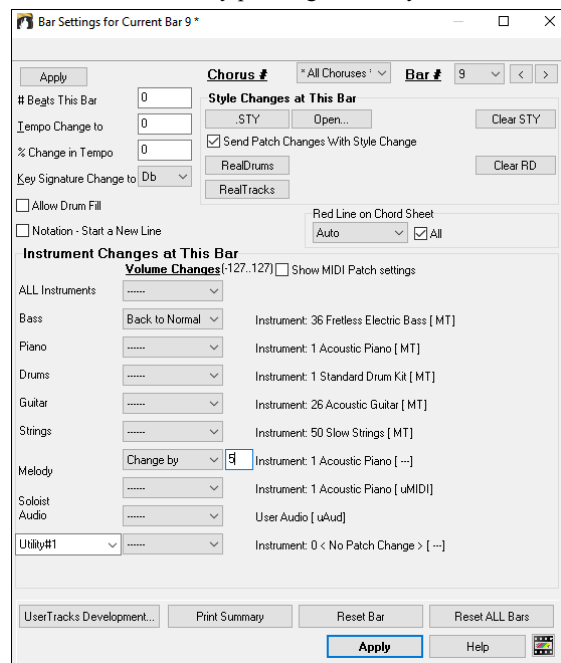 Bar Settings for Current Bar 9 *
Apply Chorus # * All Choruses * Bar # 9 < >
# Beats This Bar 0 Style Changes at This Bar
Tempo Change to 0 .STY Open... Clear STY
% Change in Tempo 0 Send Patch Changes With Style Change
Key Signature Change to Db RealDrums Clear RD
RealTracks
Allow Drum Fill
Red Line on Chord Sheet
Notation - Start a New Line Auto All
Instrument Changes at This Bar
Volume Changes (-127..127) Show MIDI Patch settings
ALL Instruments ------
Bass Back to Normal Instrument: 36 Fretless Electric Bass [ MT]
Piano ------ Instrument: 1 Acoustic Piano [ MT]
Drums ------ Instrument: 1 Standard Drum Kit [ MT]
Guitar ------ Instrument: 26 Acoustic Guitar [ MT]
Strings ------ Instrument: 50 Slow Strings [ MT]
Melody Change by 5 Instrument: 1 Acoustic Piano [ ---]
Soloist ------ Instrument: 1 Acoustic Piano [ uMIDI]
Audio ------ User Audio [ uAud]
Utility#1 ------ Instrument: 0 < No Patch Change > [ ---]
UserTracks Development... Print Summary Reset Bar Reset ALL Bars
Apply Help